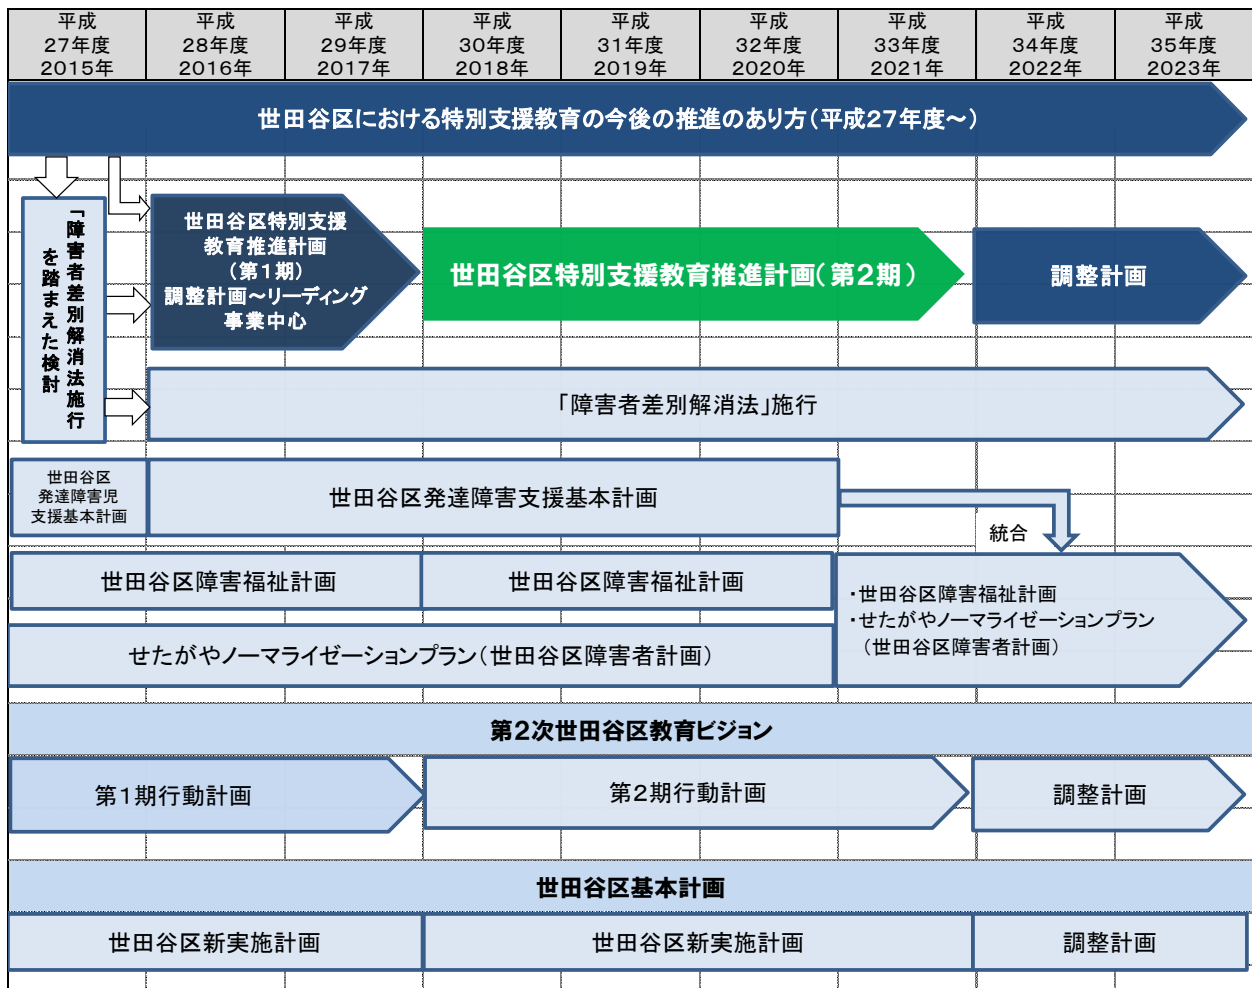 平成
27年度
2015年
平成
28年度
2016年
平成
29年度
2017年
平成
30年度
2018年
平成
31年度
2019年
平成
32年度
2020年
平成
33年度
2021年
平成
34年度
2022年
平成
35年度
2023年
世田谷区における特別支援教育の今後の推進のあり方(平成27年度～)
「障害者差別解消法施行
を踏まえた検討
世田谷区特別支援
教育推進計画
(第1期)
調整計画～リーディング
事業中心
世田谷区特別支援教育推進計画(第2期)
調整計画
「障害者差別解消法」施行
世田谷区
発達障害児
支援基本計画
世田谷区発達障害支援基本計画
統合
世田谷区障害福祉計画
世田谷区障害福祉計画
・世田谷区障害福祉計画
・せたがやノーマライゼーションプラン
(世田谷区障害者計画)
せたがやノーマライゼーションプラン(世田谷区障害者計画)
第2次世田谷区教育ビジョン
第1期行動計画
第2期行動計画
調整計画
世田谷区基本計画
世田谷区新実施計画
世田谷区新実施計画
調整計画